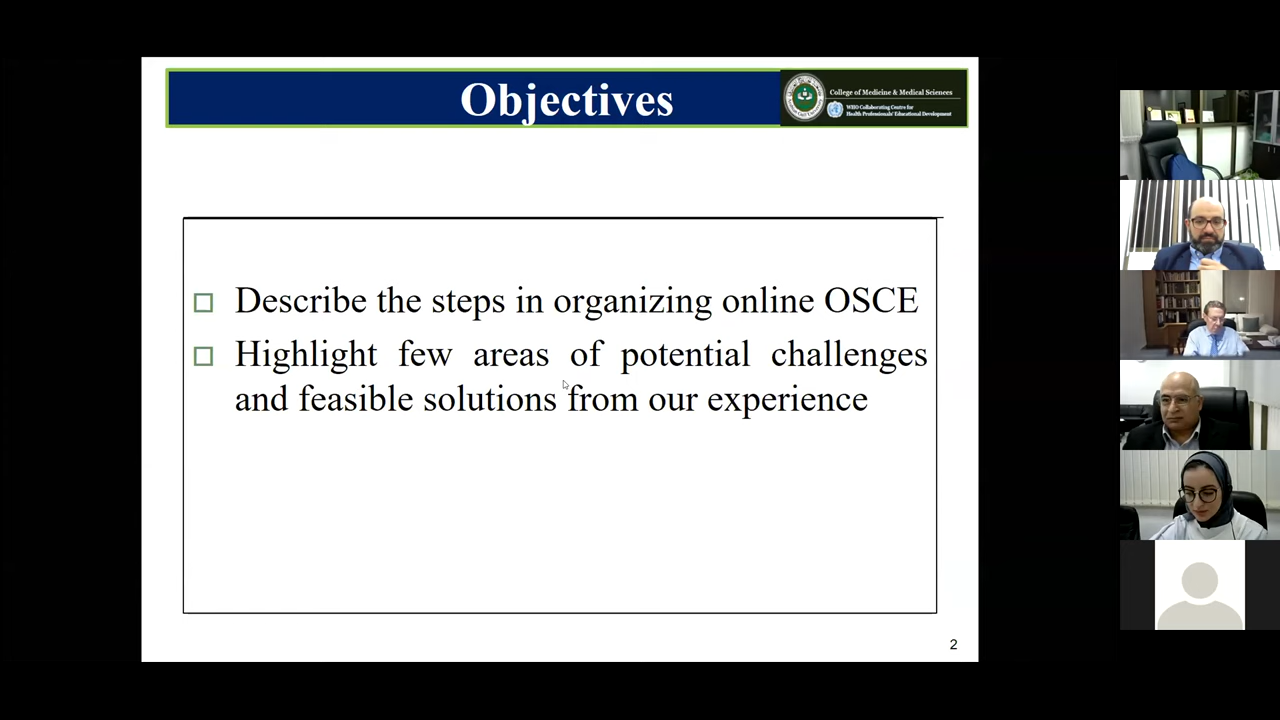 Objectives
College of Medicine & Medical Sciences
WHO Collaborating Centre for
Health Professionals' Educational Development
Describe the steps in organizing online OSCE
Highlight few areas of potential challenges
and feasible solutions from our experience
2